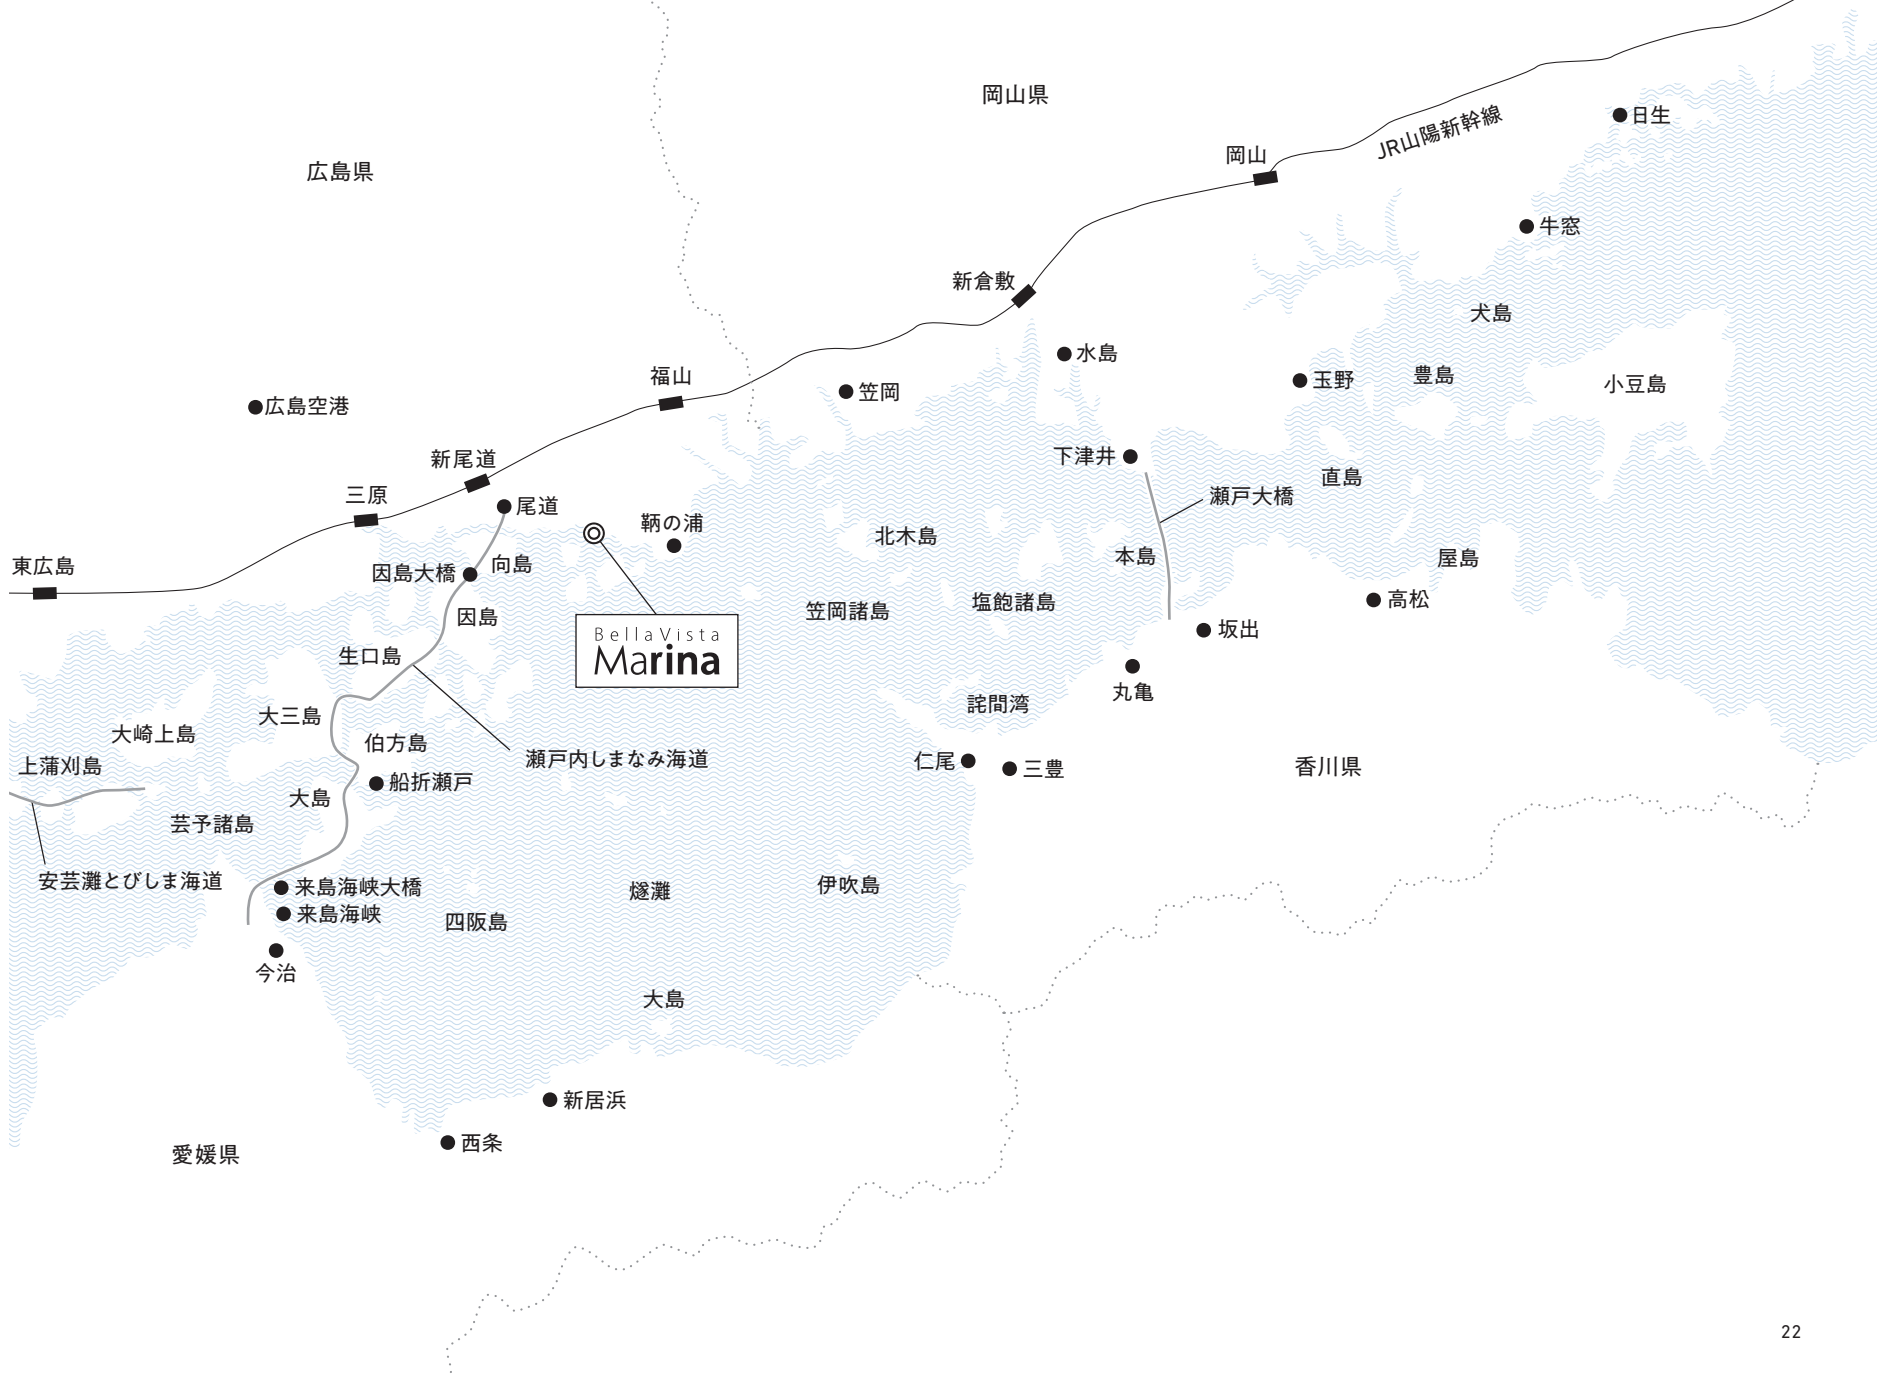 岡山県
日生
JR山陽新幹線
岡山
広島県
牛窓
新倉敷
犬島
水島
福山
笠岡
玉野
豊島
小豆島
広島空港
新尾道
下津井
直島
三原
瀬戸大橋
尾道
鞆の浦
北木島
本島
屋島
東広島
因島大橋
向島
因島
笠岡諸島
塩飽諸島
高松
坂出
BellaVista
Marina
生口島
丸亀
大三島
詫間湾
大崎上島
伯方島
瀬戸内しまなみ海道
仁尾
三豊
香川県
上蒲刈島
船折瀬戸
大島
芸予諸島
安芸灘とびしま海道
来島海峡大橋
来島海峡
四阪島
燧灘
伊吹島
今治
大島
新居浜
西条
愛媛県
22